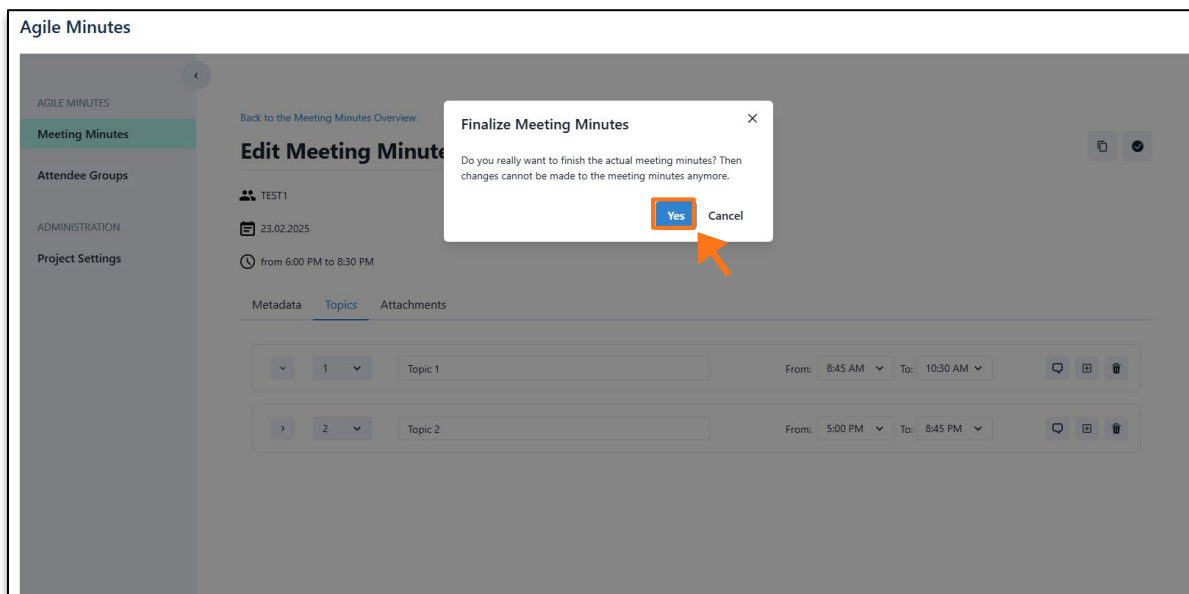 Agile Minutes
AGILE MINUTES
Meeting Minutes
Attendee Groups
ADMINISTRATION
Project Settings
Back to the Meeting Minutes Overview
Edit Meeting Minute
TEST1
23.02.2025
from 6:00 PM to 8:30 PM
Finalize Meeting Minutes
Do you really want to finish the actual meeting minutes? Then
changes cannot be made to the meeting minutes anymore.
Yes Cancel
Metadata Topics Attachments
1 Topic 1 From: 8:45 AM To: 10:30 AM
2 Topic 2 From: 5:00 PM To: 8:45 PM